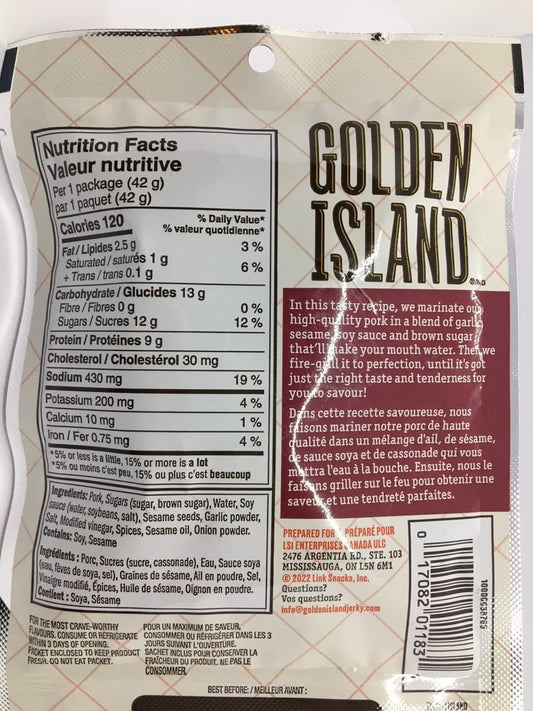 Nutrition Facts
Valeur nutritive
Per 1 package (42 g)
par 1 paquet (42 g)
Calories 120
% Daily Value*
% valeur quotidienne*
Fat / Lipides 2.5 g 3 %
Saturated / saturés 1 g
+ Trans / trans 0.1 g 6 %
Carbohydrate / Glucides 13 g
Fibre / Fibres 0 g 0 %
Sugars / Sucres 12 g 12 %
Protein / Protéines 9 g
Cholesterol / Cholestérol 30 mg
Sodium 430 mg 19 %
Potassium 200 mg 4 %
Calcium 10 mg 1 %
Iron / Fer 0.75 mg 4 %
*5% or less is a little, 15% or more is a lot
*5% ou moins c'est peu, 15% ou plus c'est beaucoup
Ingredients: Pork, Sugars (sugar, brown sugar), Water, Soy
sauce (water, soybeans, salt), Sesame seeds, Garlic powder,
Salt, Modified vinegar, Spices, Sesame oil, Onion powder.
Contains: Soy, Sesame
Ingrédients : Porc, Sucres (sucre, cassonade), Eau, Sauce soya
(eau, fèves de soya, sel), Graines de sésame, Ail en poudre, Sel,
Vinaigre modifié, Épices, Huile de sésame, Oignon en poudre.
Contient : Soya, Sésame
FOR THE MOST CRAVE-WORTHY
FLAVOURS, CONSUME OR REFRIGERATE
WITHIN 3 DAYS OF OPENING.
PACKET ENCLOSED TO KEEP PRODUCT
FRESH. DO NOT EAT PACKET.
POUR UN MAXIMUM DE SAVEUR,
CONSOMMER OU RÉFRIGÉRER DANS LES 3
JOURS SUIVANT L'OUVERTURE.
SACHET INCLUS POUR CONSERVER LA
FRAÎCHEUR DU PRODUIT. NE PAS LE
CONSOMMER.
GOLDEN
ISLAND
In this tasty recipe, we marinate our
high-quality pork in a blend of garlic,
sesame, soy sauce and brown sugar
that'll make your mouth water. Then we
fire-grill it to perfection, until it's got
just the right taste and tenderness for
you to savour!
Dans cette recette savoureuse, nous
faisons mariner notre porc de haute
qualité dans un mélange d'ail, de sésame,
de sauce soya et de cassonade qui vous
mettra l'eau à la bouche. Ensuite, nous le
faisons griller sur le feu pour obtenir une
saveur et une tendreté parfaites.
PREPARED FOR / PRÉPARÉ POUR
LSI ENTERPRISES CANADA ULC
2476 ARGENTIA RD., STE. 103
MISSISSAUGA, ON L5N 6M1
© 2022 Link Snacks, Inc.
Questions?
Vos questions?
info@goldenislandjerky.com
0 17082 01183
BEST BEFORE: / MEILLEUR AVANT :